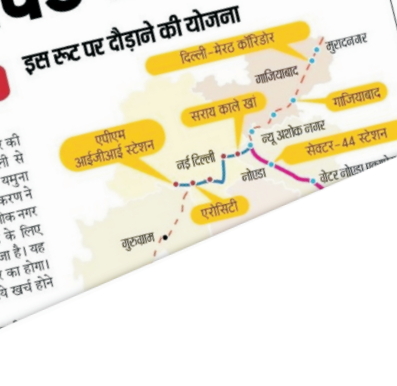 इस रूट पर दौड़ाने की योजना
दिल्ली-मेरठ कॉरिडोर
मुरादनगर
गाजियाबाद
गाजियाबाद
सराय काले खां
न्यू अशोक नगर
सेक्टर-44 स्टेशन
एपीएम
आईजीआई स्टेशन
नई दिल्ली
नोएडा
ग्रेटर नोएडा
एरोसिटी
गुरुग्राम
र की
नी से
यमुना
करण ने
ोक नगर
के लिए
जा है। यह
र का होगा।
ये खर्च होने